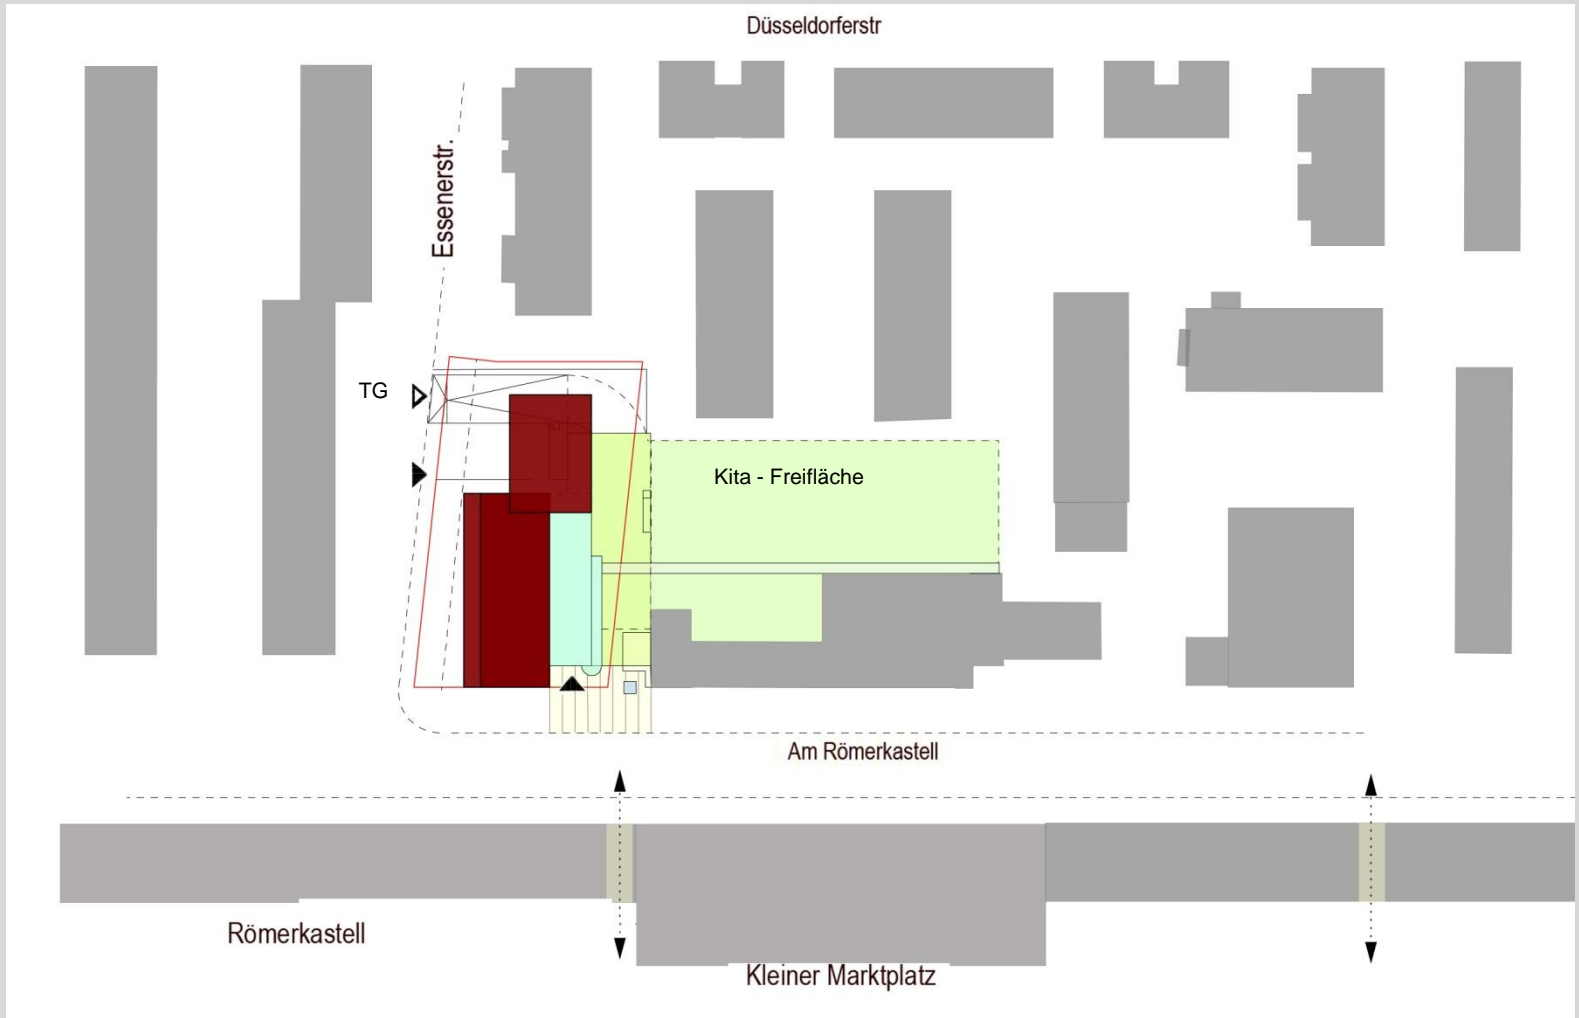 Düsseldorferstr
Essenerstr.
TG
Kita - Freifläche
Am Römerkastell
Römerkastell
Kleiner Marktplatz